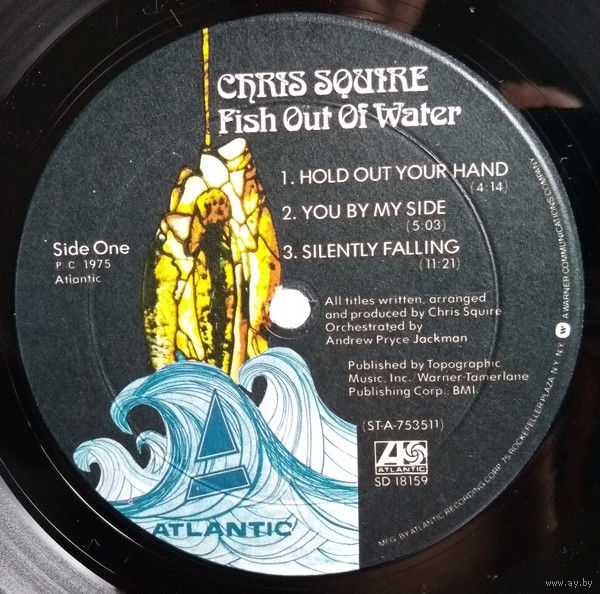 CHRIS SQUIRE
Fish Out Of Water
1. HOLD OUT YOUR HAND
(4:14)
2. YOU BY MY SIDE
(5:03)
3. SILENTLY FALLING
(11:21)
Side One
P C 1975
Atlantic
All titles written, arranged
and produced by Chris Squire
Orchestrated by
Andrew Pryce Jackman
Published by Topographic
Music, Inc./Warner-Tamerlane
Publishing Corp. BMI.
(ST-A-753511)
ATLANTIC
SD 18159
A
ATLANTIC
MFG. BY ATLANTIC RECORDING CORP. 75 ROCKEFELLER PLAZA N.Y. N.Y. W A WARNER COMMUNICATIONS COMPANY
www.ay.by